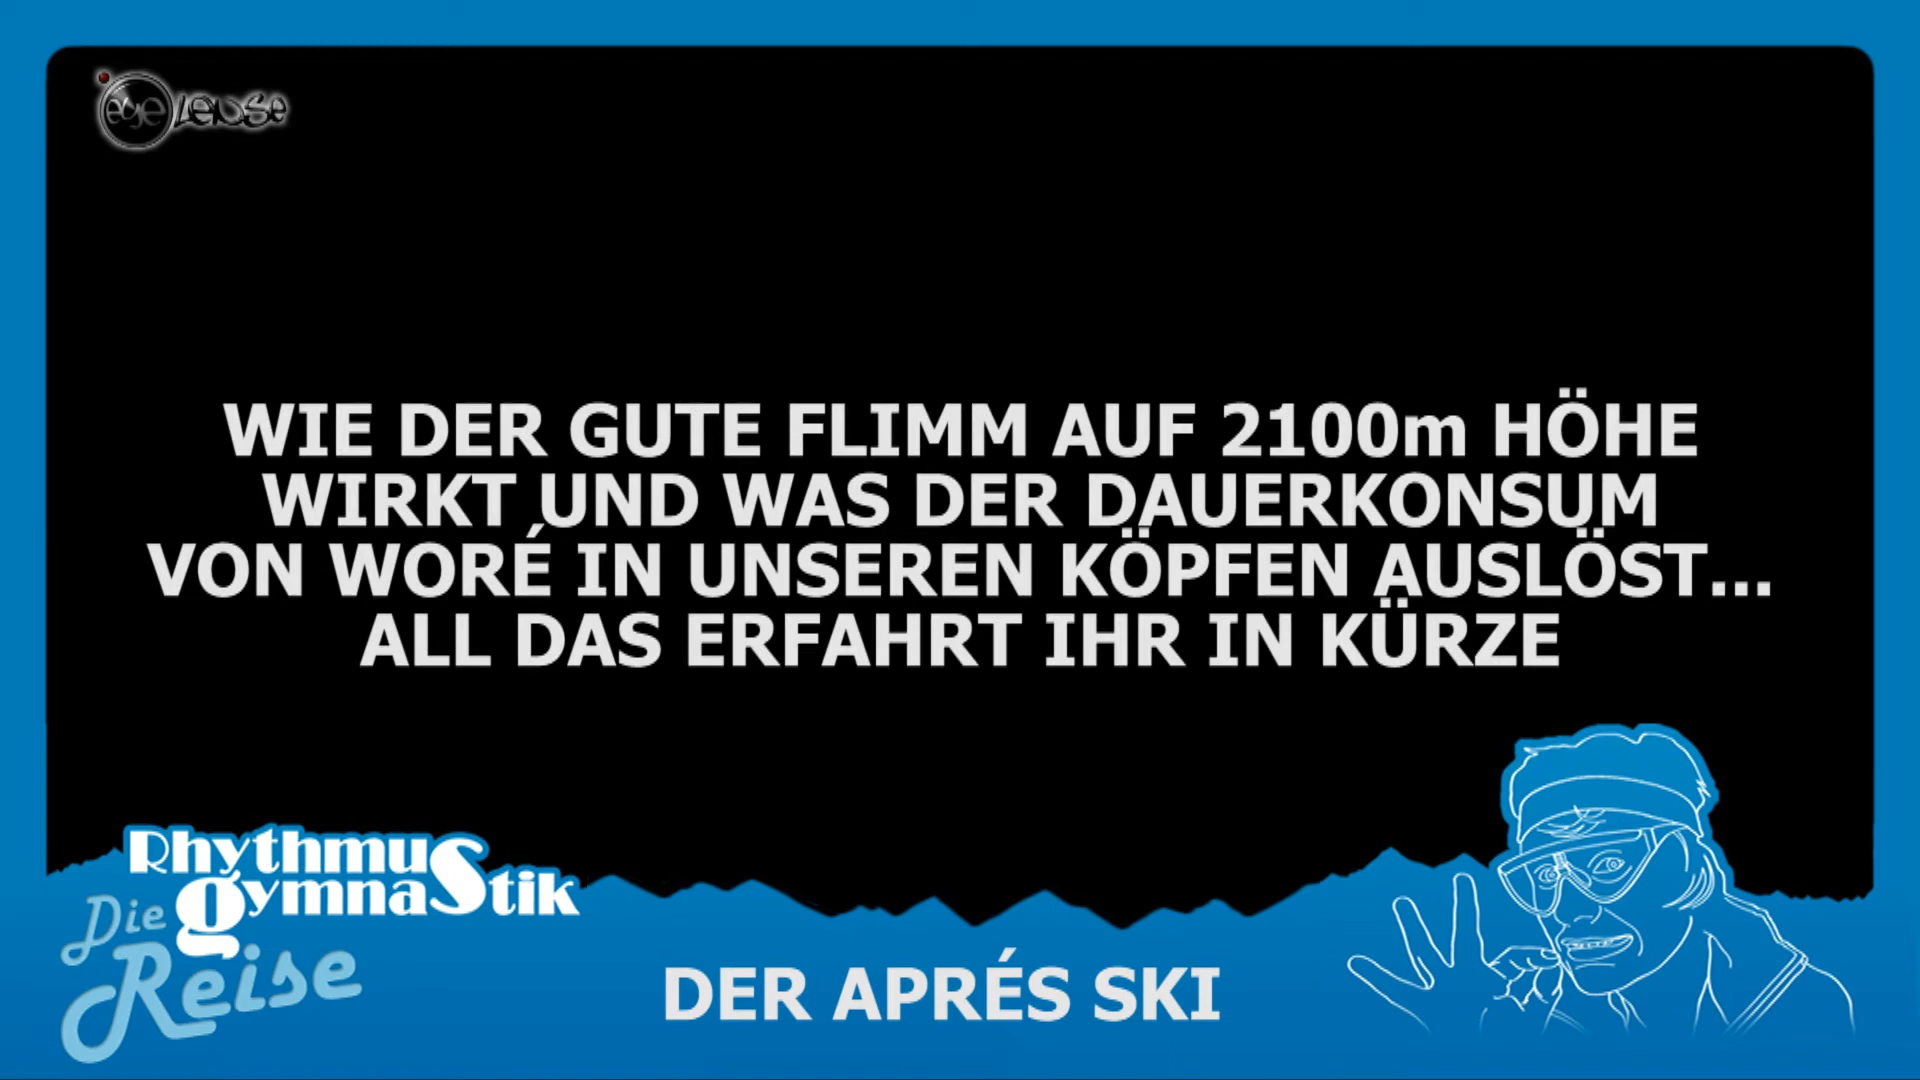 eyeLense
WIE DER GUTE FLIMM AUF 2100m HÖHE
WIRKT UND WAS DER DAUERKONSUM
VON WORÉ IN UNSEREN KÖPFEN AUSLÖST...
ALL DAS ERFAHRT IHR IN KÜRZE
Rhythmus
gymnastik
Die
Reise
DER APRÉS SKI